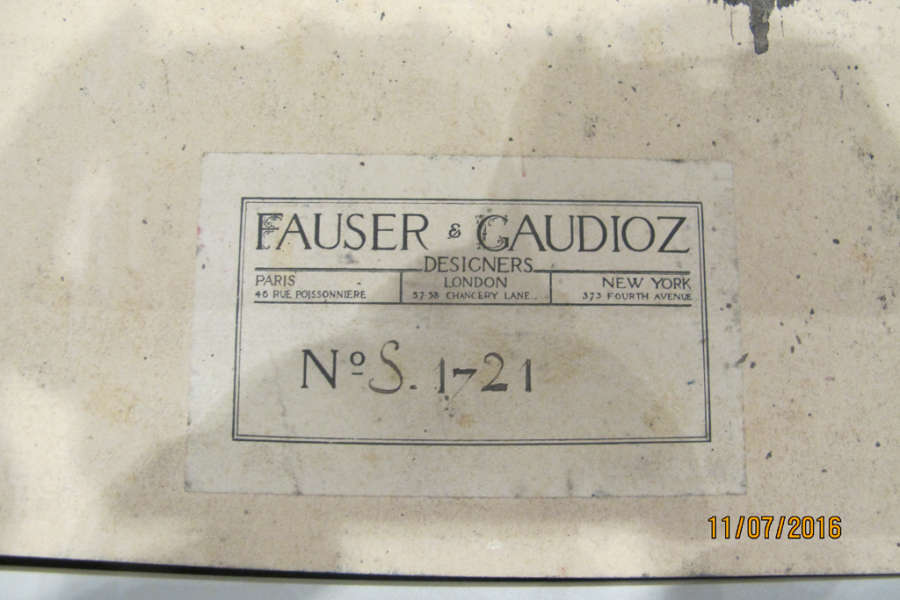 FAUSER & GAUDIOZ
DESIGNERS
PARIS
46 RUE POISSONNIERE
LONDON
57-58 CHANCERY LANE
NEW YORK
373 FOURTH AVENUE
Nº S. 1721
11/07/2016